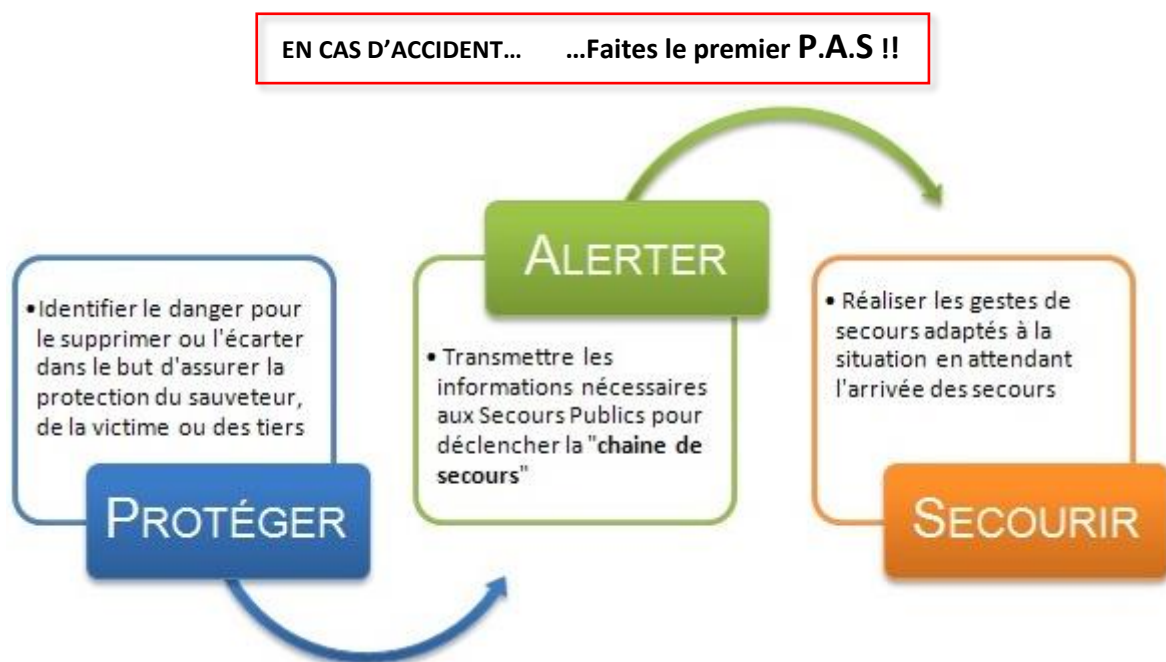 EN CAS D'ACCIDENT... ...Faites le premier P.A.S !!
•Identifier le danger pour
le supprimer ou l'écarter
dans le but d'assurer la
protection du sauveteur,
de la victime ou des tiers
PROTÉGER
ALERTER
• Transmettre les
informations nécessaires
aux Secours Publics pour
déclencher la "chaine de
secours"
• Réaliser les gestes de
secours adaptés à la
situation en attendant
l'arrivée des secours
SECOURIR